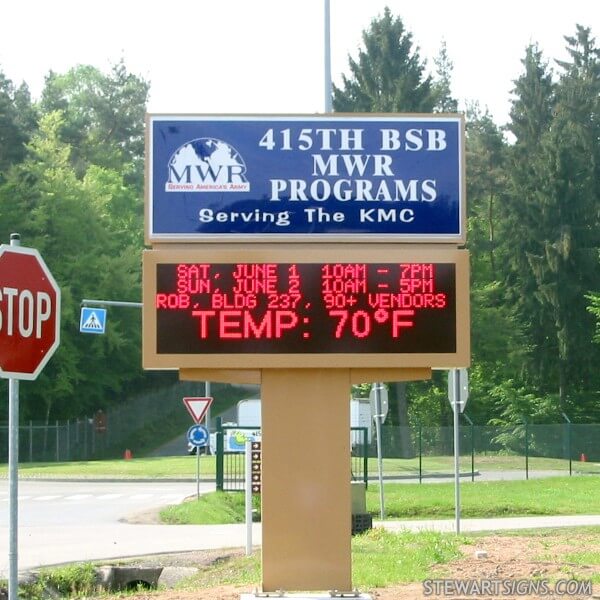 415TH BSB
MWR
PROGRAMS
Serving The KMC
MWR
SERVING AMERICA'S ARMY
SAT, JUNE 1 10AM - 7PM
SUN, JUNE 2 10AM - 5PM
ROB, BLDG 237, 90+ VENDORS
TEMP: 70°F
STOP
STEWARTSIGNS.COM